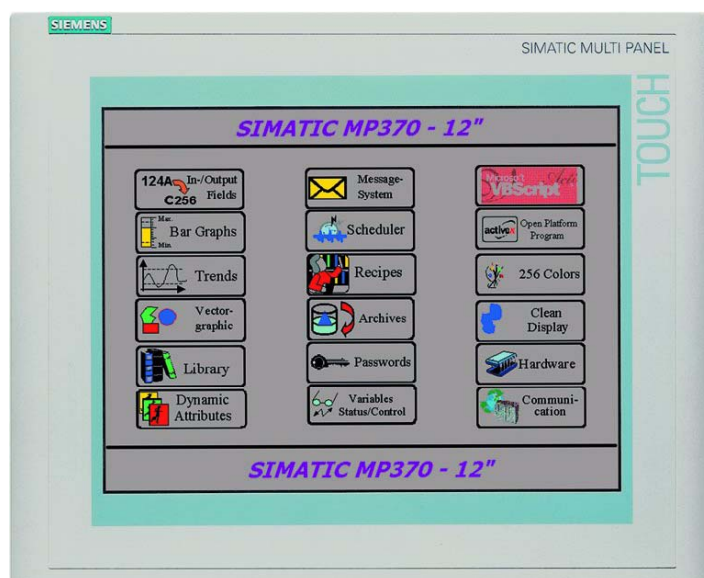 SIEMENS
SIMATIC MULTI PANEL
TOUCH
SIMATIC MP370 - 12"
124A
In-/Output
C256
Fields
Message-
System
Microsoft
VBScript
Max.
Min.
Bar Graphs
N
Scheduler
activeX
Open Platform
Program
Trends
Recipes
256 Colors
Vector-
graphic
Archives
Clean
Display
Library
Passwords
Hardware
Dynamic
Attributes
Variables
Status/Control
Communi-
cation
SIMATIC MP370 - 12"